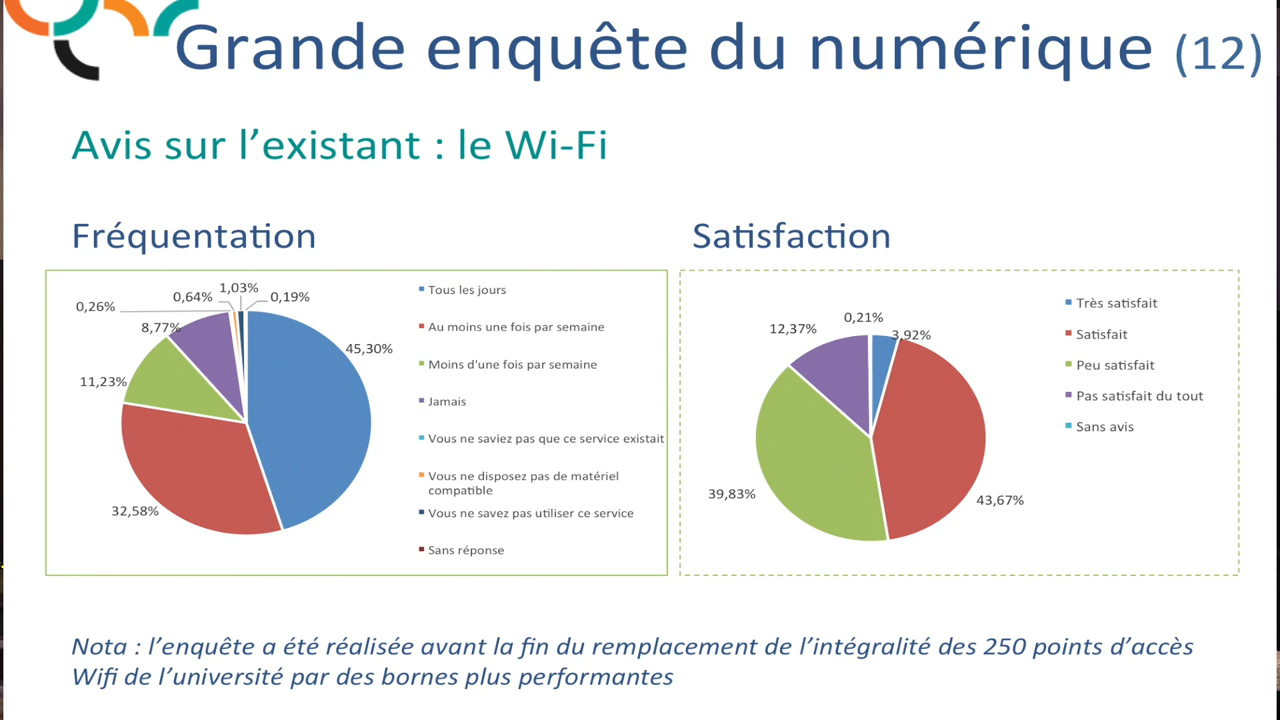 Grande enquête du numérique (12)
Avis sur l’existant : le Wi-Fi
Fréquentation
0,26%
0,64%
1,03%
0,19%
8,77%
45,30%
11,23%
32,58%
Tous les jours
Au moins une fois par semaine
Moins d'une fois par semaine
Jamais
Vous ne saviez pas que ce service existait
Vous ne disposez pas de matériel
compatible
Vous ne savez pas utiliser ce service
Sans réponse
Satisfaction
0,21%
12,37%
3,92%
39,83%
43,67%
Très satisfait
Satisfait
Peu satisfait
Pas satisfait du tout
Sans avis
Nota : l’enquête a été réalisée avant la fin du remplacement de l’intégralité des 250 points d’accès
Wifi de l’université par des bornes plus performantes